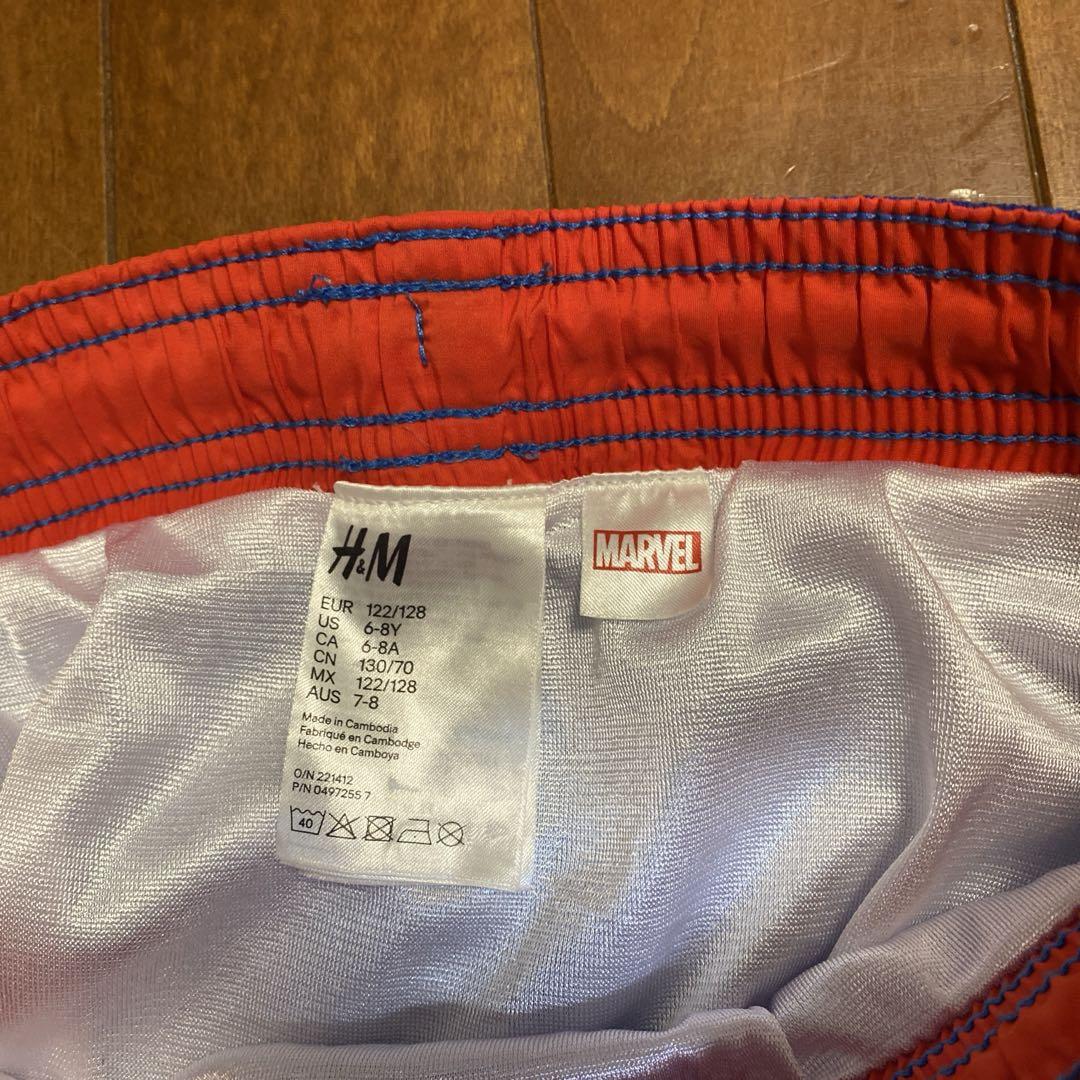 H&M
MARVEL
EUR 122/128
US 6-8Y
CA 6-8A
CN 130/70
MX 122/128
AUS 7-8
Made in Cambodia
Fabriqué en Cambodge
Hecho en Camboya
O/N 221412
P/N 0497255 7
40